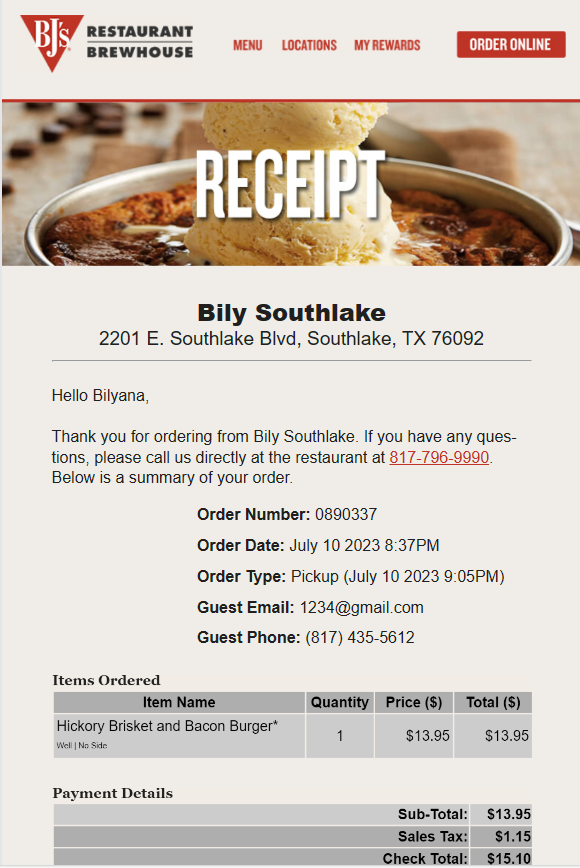 BJ's RESTAURANT
BREWHOUSE
MENU LOCATIONS MY REWARDS ORDER ONLINE
RECEIPT
Bily Southlake
2201 E. Southlake Blvd, Southlake, TX 76092
Hello Bilyana,
Thank you for ordering from Bily Southlake. If you have any ques-
tions, please call us directly at the restaurant at 817-796-9990.
Below is a summary of your order.
Order Number: 0890337
Order Date: July 10 2023 8:37PM
Order Type: Pickup (July 10 2023 9:05PM)
Guest Email: 1234@gmail.com
Guest Phone: (817) 435-5612
Items Ordered
Item Name Quantity Price ($) Total ($)
Hickory Brisket and Bacon Burger* 1 $13.95 $13.95
Well | No Side
Payment Details
Sub-Total: $13.95
Sales Tax: $1.15
Check Total: $15.10